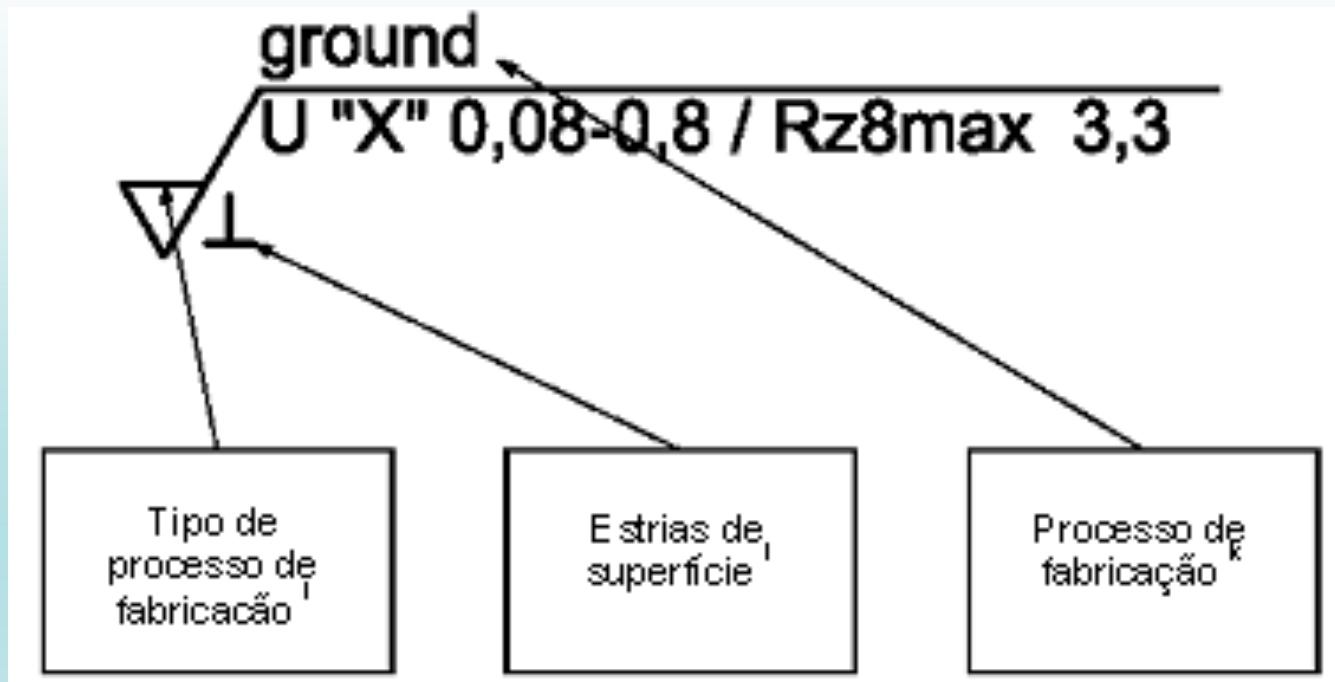 ground
U "X" 0,08-0,8 / Rz8max 3,3
⊥
Tipo de
processo de
fabricacão i
Estrias de
superfície i
Processo de
fabricação k